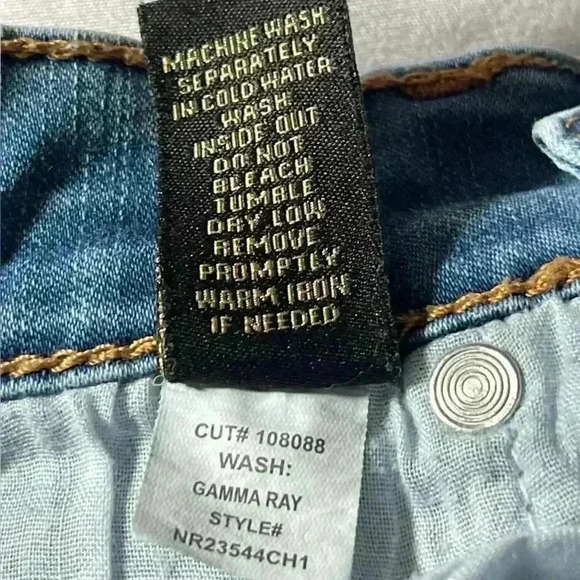 MACHINE WASH
SEPARATELY
IN COLD WATER
WASH
INSIDE OUT
DO NOT
BLEACH
TUMBLE
DRY LOW
REMOVE
PROMPTLY
WARM IRON
IF NEEDED
CUT# 108088
WASH:
GAMMA RAY
STYLE#
NR23544CH1